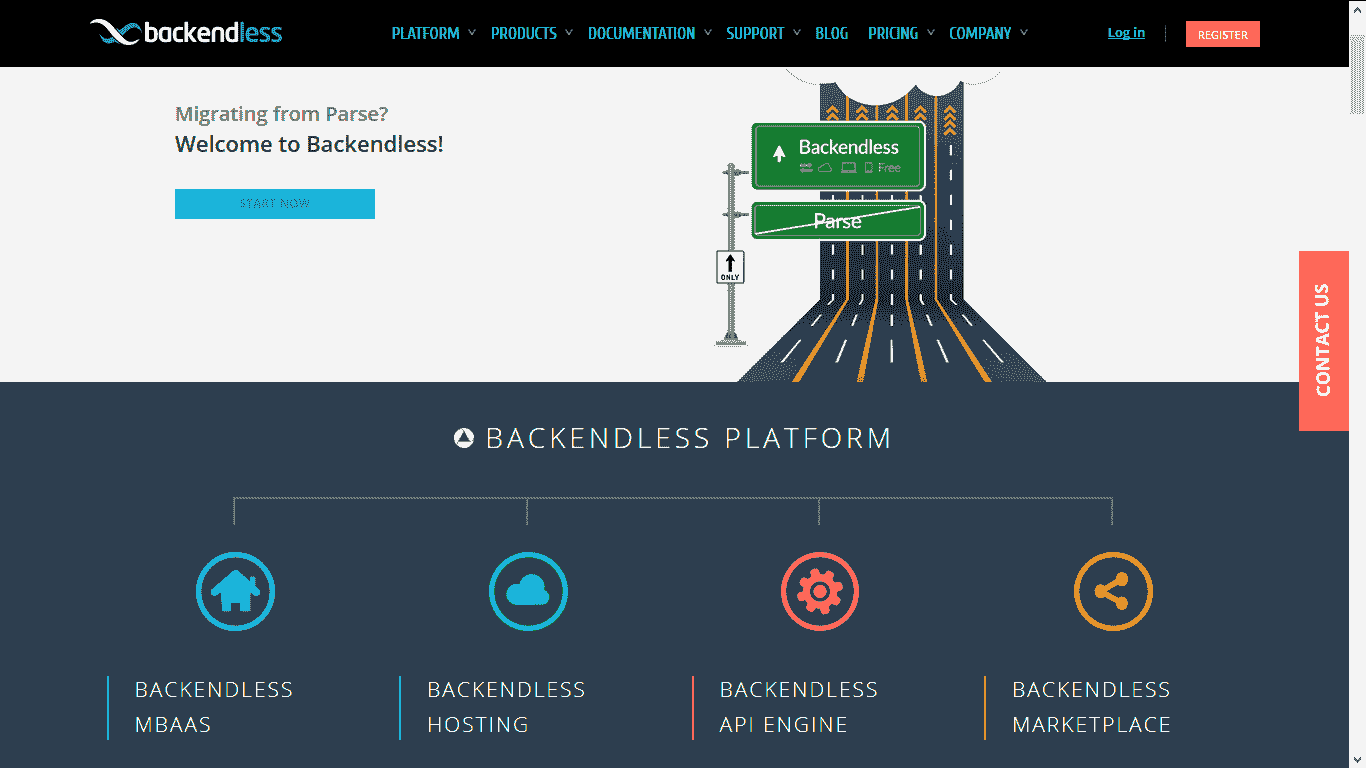 backendless
PLATFORM PRODUCTS DOCUMENTATION SUPPORT BLOG PRICING COMPANY
Log in
REGISTER
Migrating from Parse?
Welcome to Backendless!
START NOW
Backendless
Free
Parse
ONLY
CONTACT US
BACKENDLESS PLATFORM
BACKENDLESS
MBAAS
BACKENDLESS
HOSTING
BACKENDLESS
API ENGINE
BACKENDLESS
MARKETPLACE